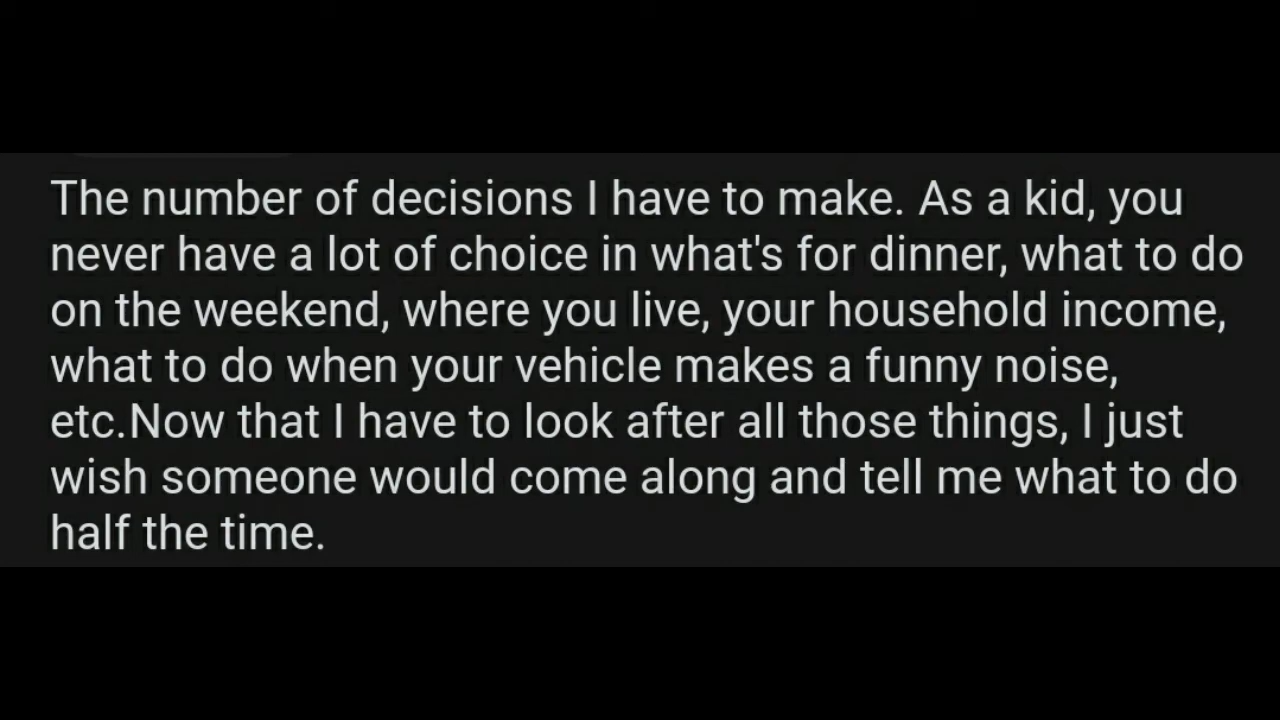 The number of decisions I have to make. As a kid, you
never have a lot of choice in what's for dinner, what to do
on the weekend, where you live, your household income,
what to do when your vehicle makes a funny noise,
etc.Now that I have to look after all those things, I just
wish someone would come along and tell me what to do
half the time.